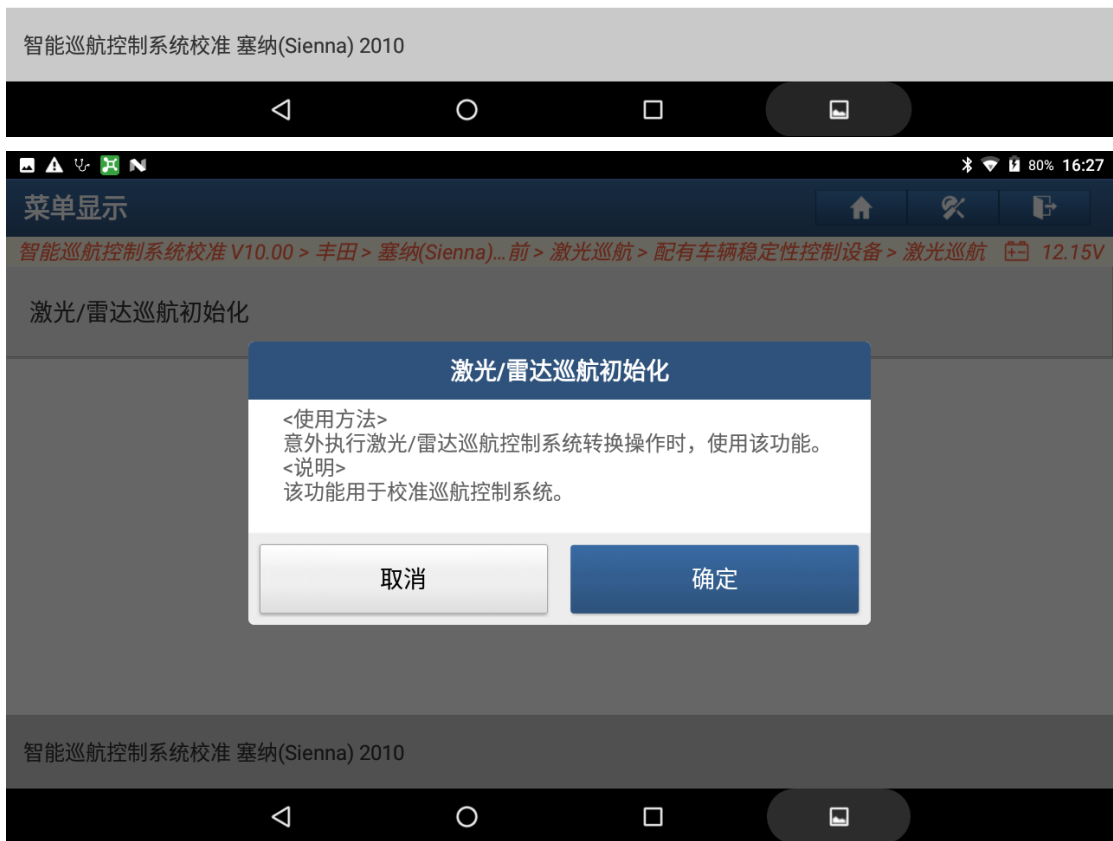 智能巡航控制系统校准 塞纳(Sienna) 2010
80% 16:27
菜单显示
智能巡航控制系统校准 V10.00 > 丰田 > 塞纳(Sienna)... 前 > 激光巡航 > 配有车辆稳定性控制设备 > 激光巡航 12.15V
激光/雷达巡航初始化
激光/雷达巡航初始化
<使用方法>
意外执行激光/雷达巡航控制系统转换操作时，使用该功能。
<说明>
该功能用于校准巡航控制系统。
取消 确定
智能巡航控制系统校准 塞纳(Sienna) 2010